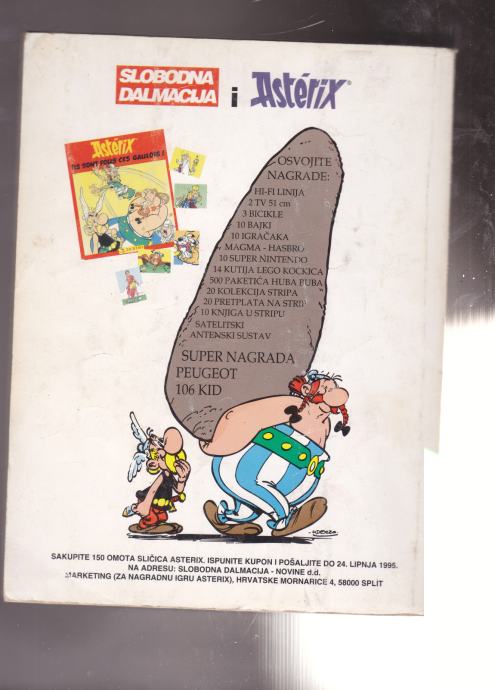 SLOBODNA
DALMACIJA i Astérix®
Astérix
ILS SONT FOUS CES GAULOIS !
OSVOJITE
NAGRADE:
HI-FI LINIJA
2 TV 51 cm
3 BICIKLE
10 BAJKI
10 IGRAČAKA
MAGMA - HASBRO
10 SUPER NINTENDO
14 KUTIJA LEGO KOCKICA
500 PAKETIĆA HUBA BUBA
20 KOLEKCIJA STRIPA
20 PRETPLATA NA STRIP
10 KNJIGA U STRIPU
SATELITSKI
ANTENSKI SUSTAV
SUPER NAGRADA
PEUGEOT
106 KID
SAKUPITE 150 OMOTA SLIČICA ASTERIX. ISPUNITE KUPON I POŠALJITE DO 24. LIPNJA 1995.
NA ADRESU: SLOBODNA DALMACIJA - NOVINE d.d.
MARKETING (ZA NAGRADNU IGRU ASTERIX), HRVATSKE MORNARICE 4, 58000 SPLIT